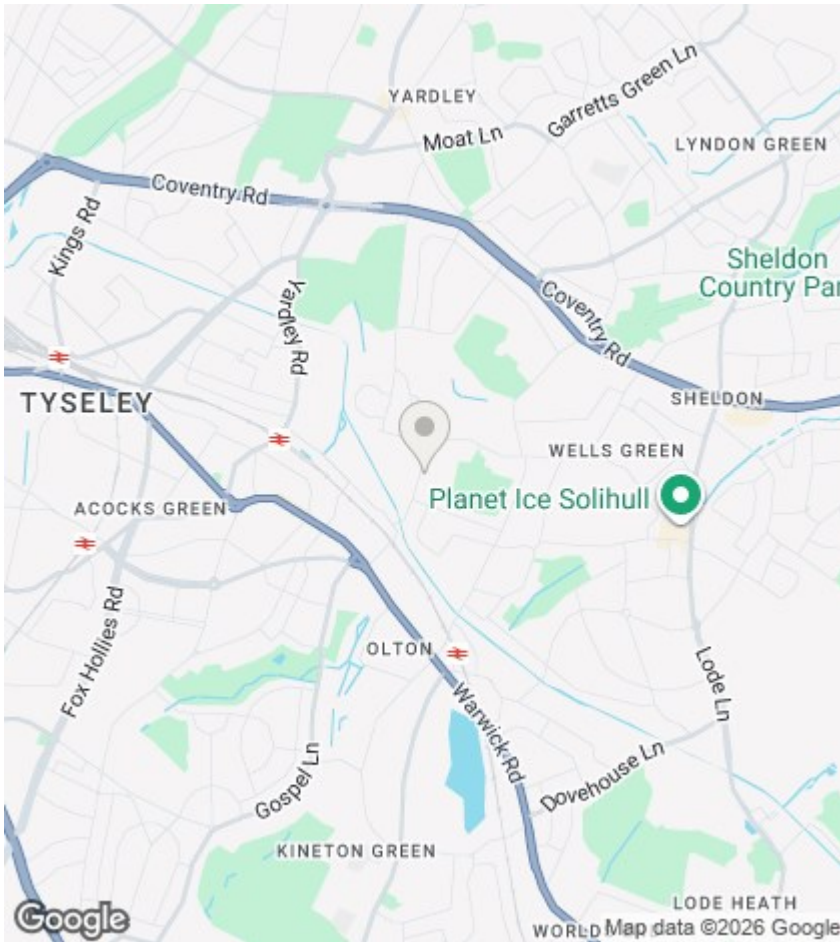 YARDLEY
Garretts Green Ln
Moat Ln
LYNDON GREEN
Coventry Rd
Kings Rd
Sheldon
Country Par
Yardley Rd
Coventry Rd
TYSELEY
SHELDON
WELLS GREEN
Planet Ice Solihull
ACOCKS GREEN
Fox Hollies Rd
OLTON
Lode Ln
Warwick Rd
Dovehouse Ln
Gospel Ln
KINETON GREEN
LODE HEATH
Google
WORLD
Map data ©2026 Google